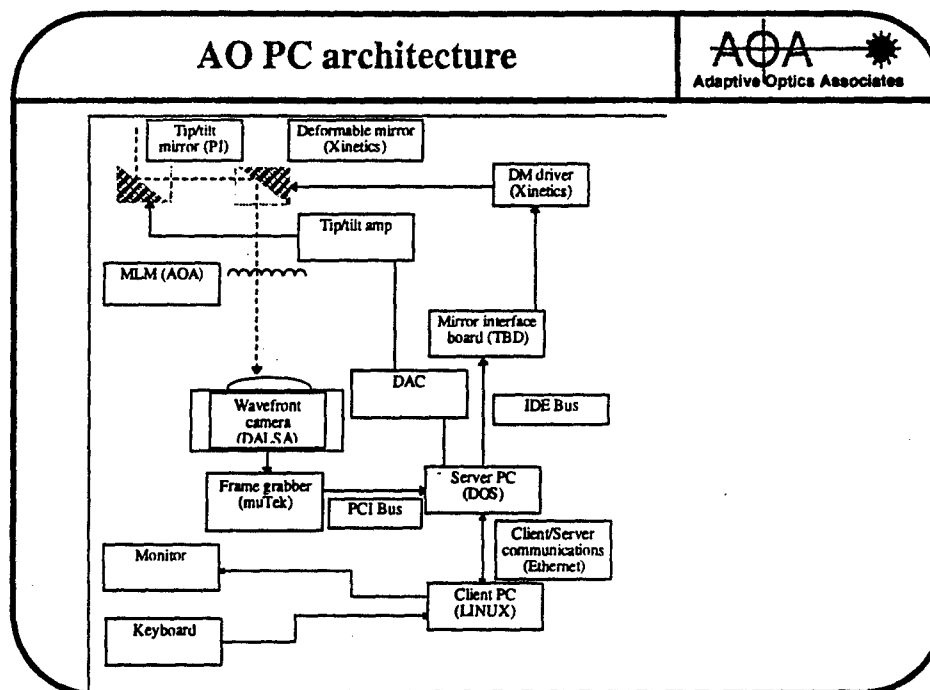 AO PC architecture
AOA
Adaptive Optics Associates
Tip/tilt
mirror (PI)
Deformable mirror
(Xinetics)
DM driver
(Xinetics)
Tip/tilt amp
MLM (AOA)
Mirror interface
board (TBD)
DAC
IDE Bus
Wavefront
camera
(DALSA)
Frame grabber
(muTek)
PCI Bus
Server PC
(DOS)
Client/Server
communications
(Ethernet)
Monitor
Client PC
(LINUX)
Keyboard